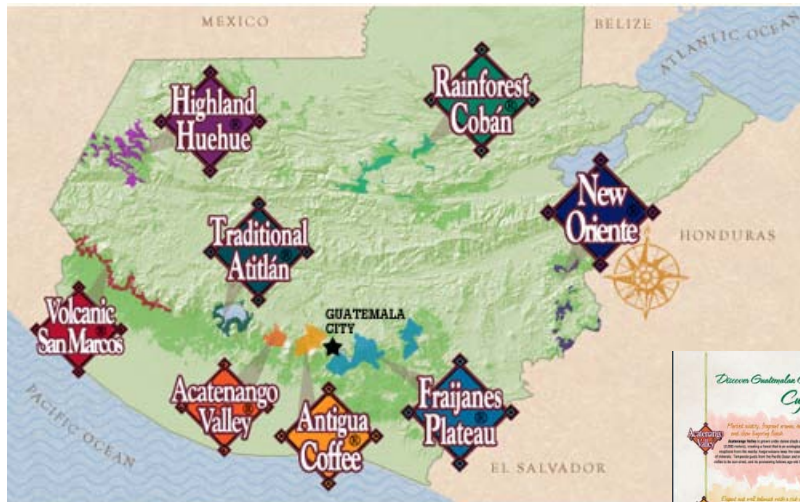 MEXICO
BELIZE
ATLANTIC OCEAN
Highland
Huehue®
Rainforest
Cobán®
New
Oriente®
HONDURAS
Traditional
Atitlán®
GUATEMALA
CITY
Volcanic
San Marcos®
PACIFIC OCEAN
Acatenango
Valley®
Antigua
Coffee®
Fraijanes
Plateau®
EL SALVADOR
Discover Guatemalan
Acatenango
Valley